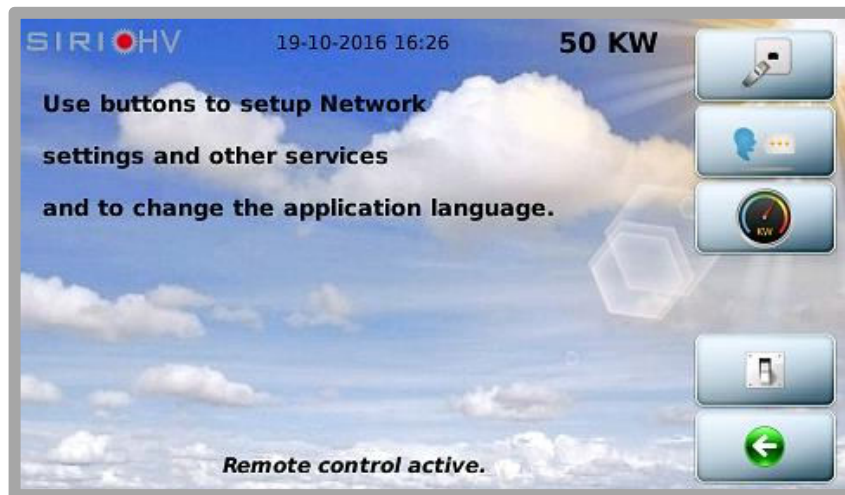 SIRIO HV 19-10-2016 16:26 50 KW
Use buttons to setup Network
settings and other services
and to change the application language.
KW
Remote control active.